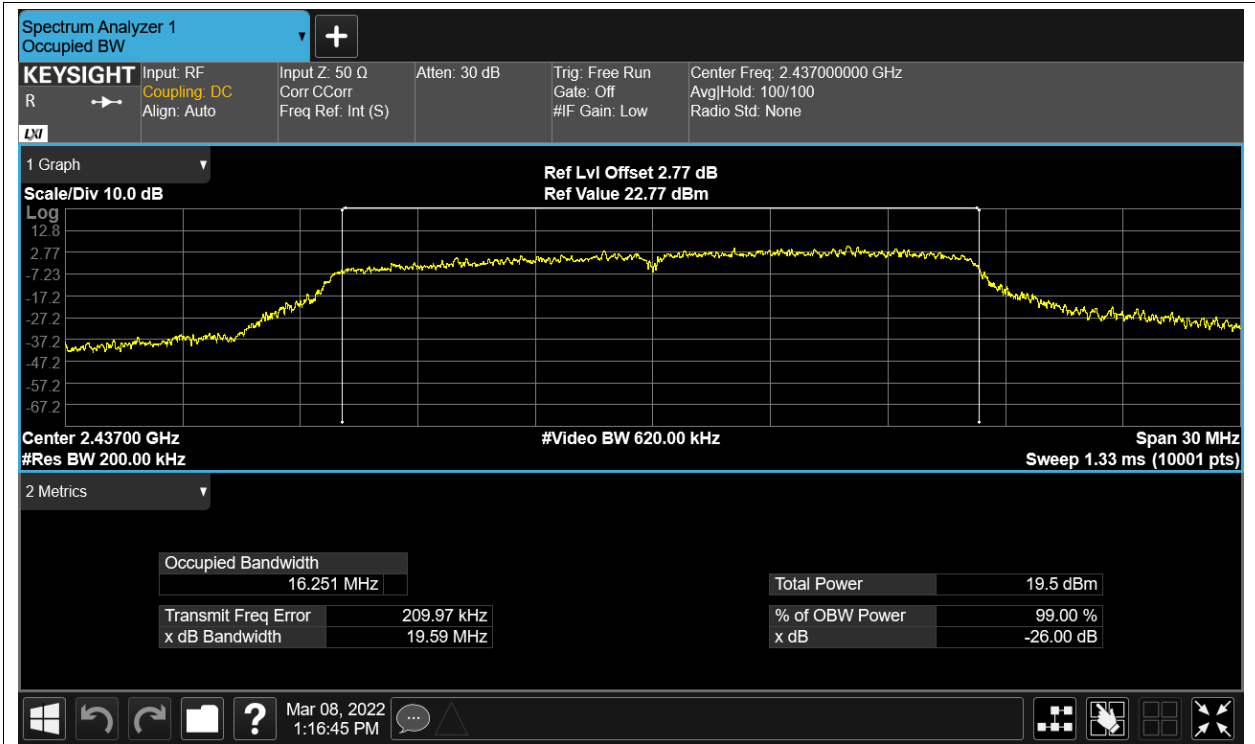 Spectrum Analyzer 1
Occupied BW
KEYSIGHT
R
LXI
Input: RF
Coupling: DC
Align: Auto
Input Z: 50 Ω
Corr CCorr
Freq Ref: Int (S)
Atten: 30 dB
Trig: Free Run
Gate: Off
#IF Gain: Low
Center Freq: 2.437000000 GHz
Avg|Hold: 100/100
Radio Std: None
1 Graph
Scale/Div 10.0 dB
Ref Lvl Offset 2.77 dB
Ref Value 22.77 dBm
Log
12.8
2.77
-7.23
-17.2
-27.2
-37.2
-47.2
-57.2
-67.2
Center 2.43700 GHz
#Res BW 200.00 kHz
#Video BW 620.00 kHz
Span 30 MHz
Sweep 1.33 ms (10001 pts)
2 Metrics
Occupied Bandwidth
16.251 MHz
Transmit Freq Error 209.97 kHz
x dB Bandwidth 19.59 MHz
Total Power 19.5 dBm
% of OBW Power 99.00 %
x dB -26.00 dB
?
Mar 08, 2022
1:16:45 PM